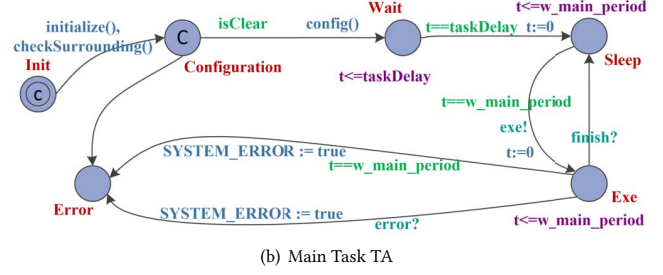 t<=w_main_period
Wait
initialize(),
checkSurrounding()
isClear
config()
t==taskDelay
t:=0
C
Init
c
Configuration
Sleep
t<=taskDelay
t==w_main_period
exe!
t:=0
finish?
SYSTEM_ERROR := true
t==w_main_period
Error
Exe
SYSTEM_ERROR := true
error?
t<=w_main_period
(b) Main Task TA